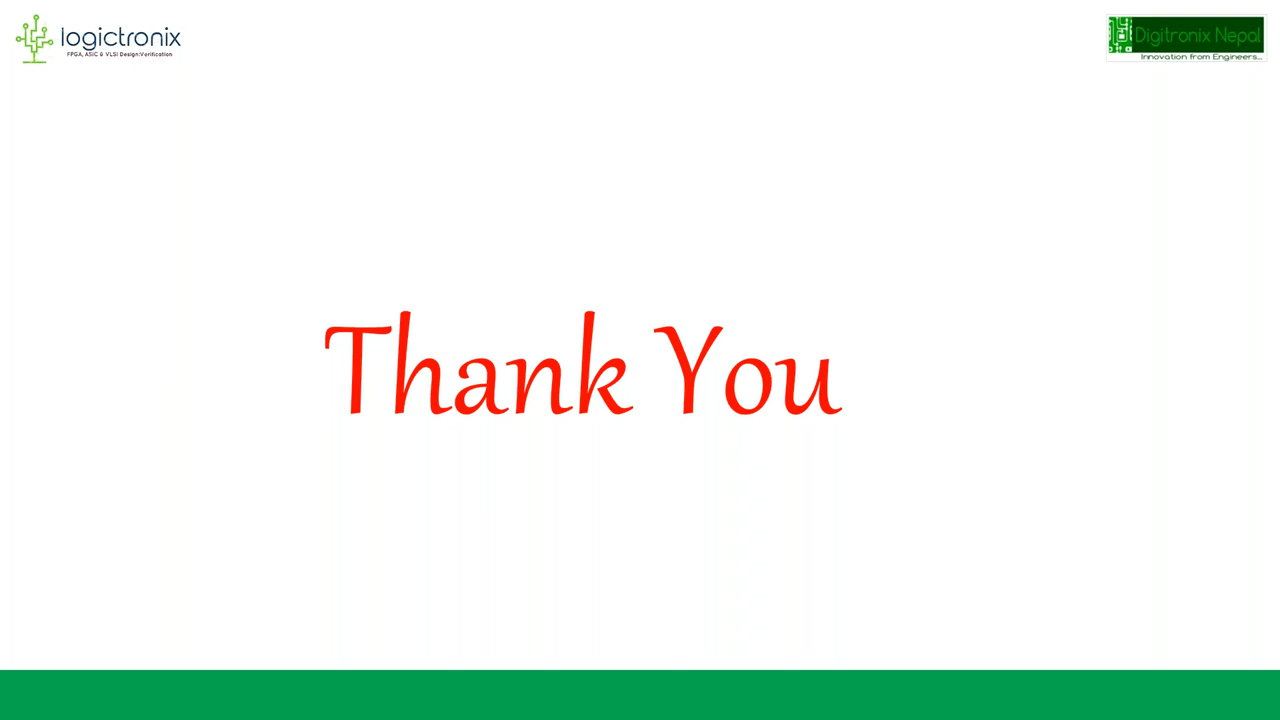 logictronix
FPGA, ASIC & VLSI Design:Verification
Digitronix Nepal
Innovation from Engineers...
Thank You